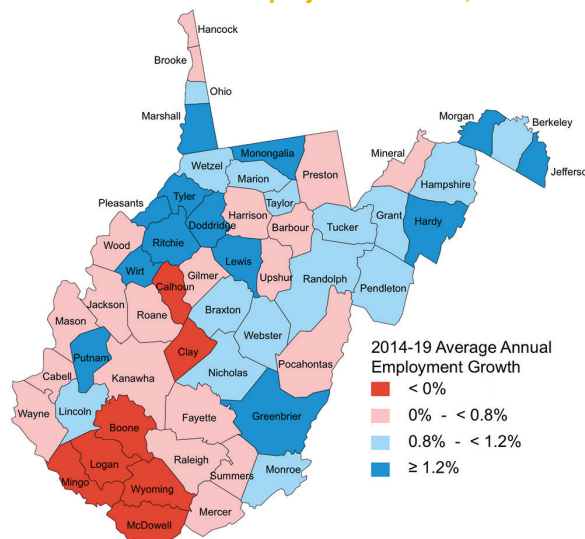 Hancock
Brooke
Ohio
Marshall
Morgan
Berkeley
Jefferso
Wetzel
Monongalia
Marion
Preston
Mineral
Hampshire
Pleasants
Tyler
Taylor
Doddridge
Harrison
Barbour
Tucker
Grant
Hardy
Wood
Ritchie
Wirt
Lewis
Upshur
Randolph
Pendleton
Calhoun
Gilmer
Jackson
Roane
Braxton
Mason
Webster
Putnam
Clay
Pocahontas
Cabell
Kanawha
Nicholas
Wayne
Lincoln
Fayette
Greenbrier
Boone
Logan
Raleigh
Summers
Monroe
Mingo
Wyoming
Mercer
McDowell
2014-19 Average Annual
Employment Growth
< 0%
0% - < 0.8%
0.8% - < 1.2%
≥ 1.2%